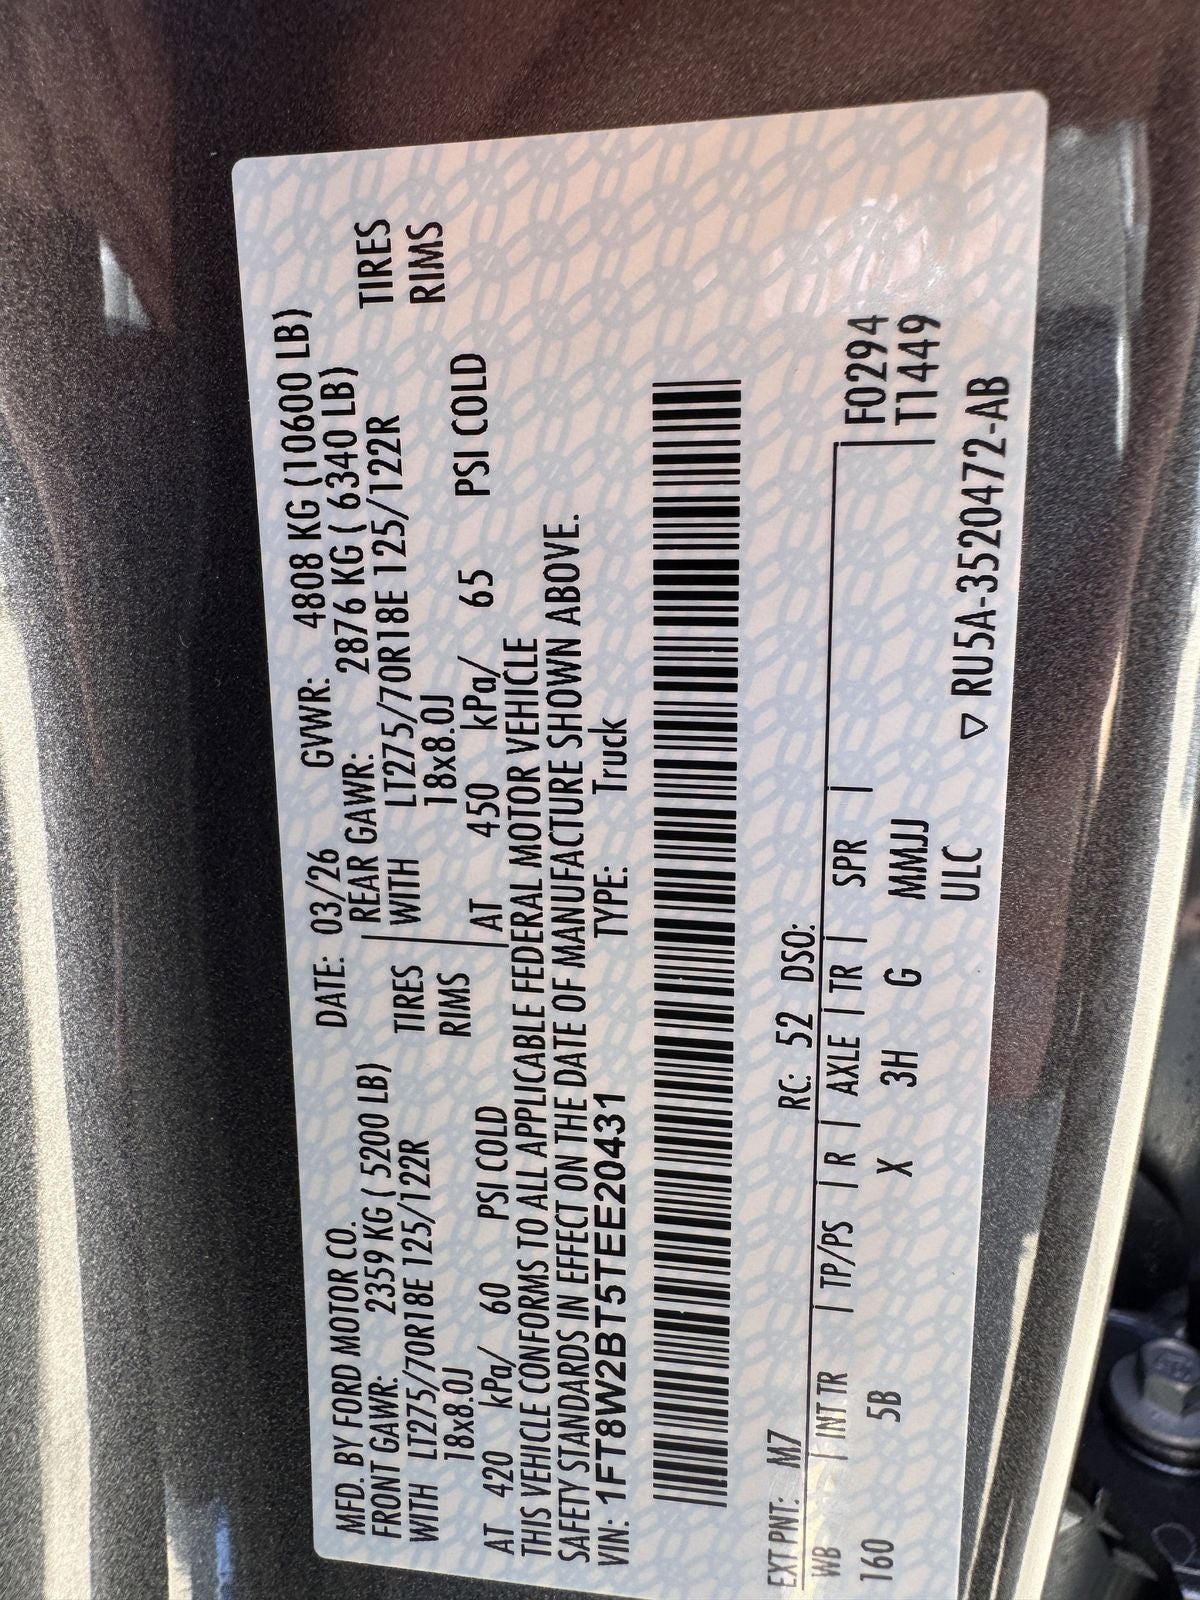 MFD. BY FORD MOTOR CO. DATE: 03/26 GVWR: 4808 KG (10600 LB)
FRONT GAWR: 2359 KG ( 5200 LB) REAR GAWR: 2876 KG ( 6340 LB)
WITH LT275/70R18E 125/122R TIRES WITH LT275/70R18E 125/122R TIRES
18x8.0J RIMS 18x8.0J RIMS
AT 420 kPa/ 60 PSI COLD AT 450 kPa/ 65 PSI COLD
THIS VEHICLE CONFORMS TO ALL APPLICABLE FEDERAL MOTOR VEHICLE
SAFETY STANDARDS IN EFFECT ON THE DATE OF MANUFACTURE SHOWN ABOVE.
VIN: 1FT8W2BT5TEE20431 TYPE: Truck
EXT PNT: M7 RC: 52 DSO:
WB | INT TR | TP/PS | R | AXLE | TR | SPR | F0294
160 5B X 3H G MMJJ T1449
ULC ▽ RU5A-3520472-AB